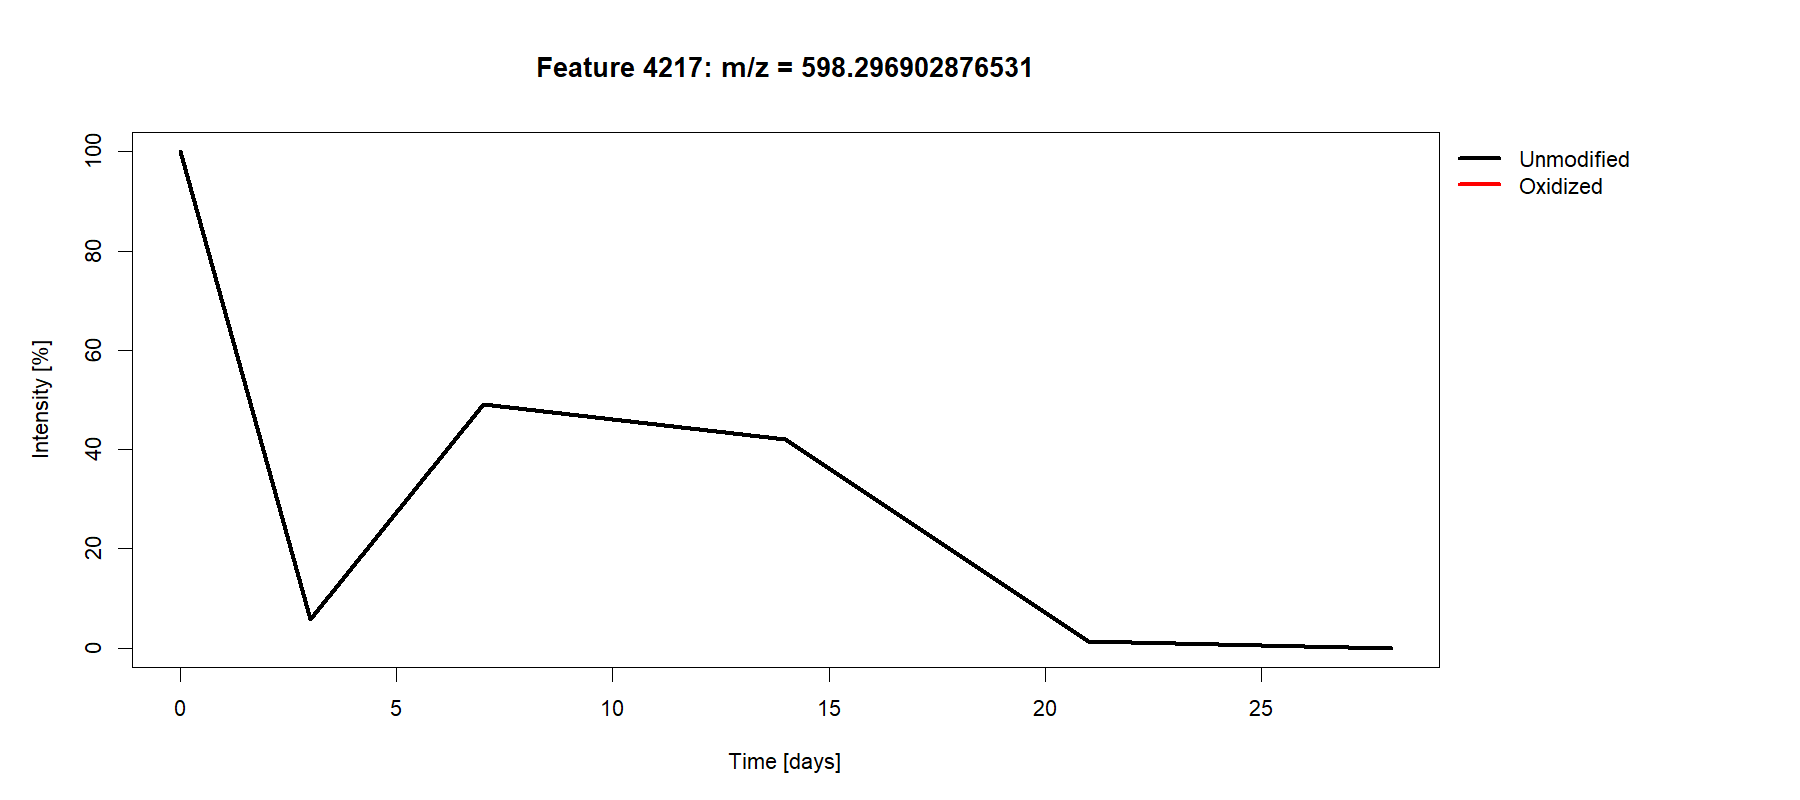 Feature 4217: m/z = 598.296902876531
Unmodified
Oxidized
Intensity [%]
100
80
60
40
20
0
0 5 10 15 20 25
Time [days]